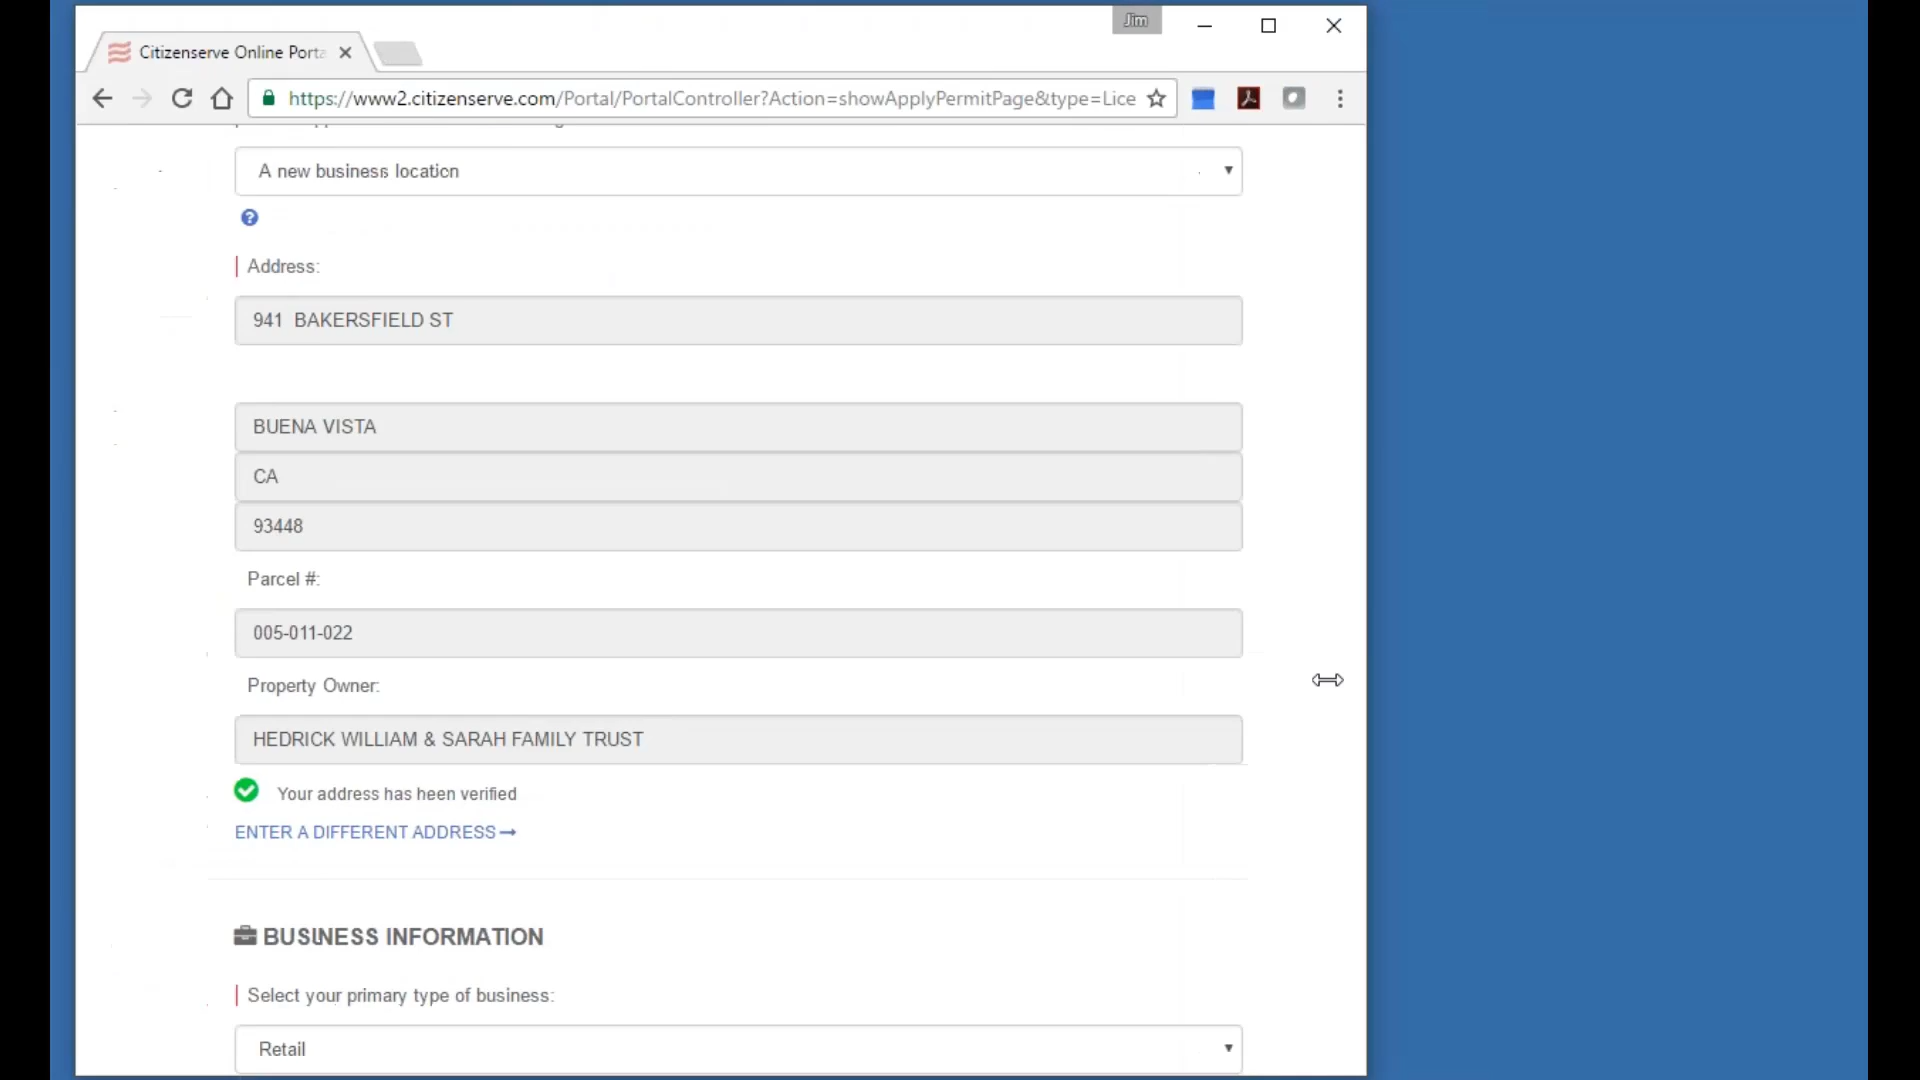 Jim
Citizenserve Online Porta
https://www2.citizenserve.com/Portal/PortalController?Action=showApplyPermitPage&type=Lice
A new business location
Address:
941 BAKERSFIELD ST
BUENA VISTA
CA
93448
Parcel #:
005-011-022
Property Owner:
HEDRICK WILLIAM & SARAH FAMILY TRUST
Your address has heen verified
ENTER A DIFFERENT ADDRESS
BUSINESS INFORMATION
Select your primary type of business:
Retail